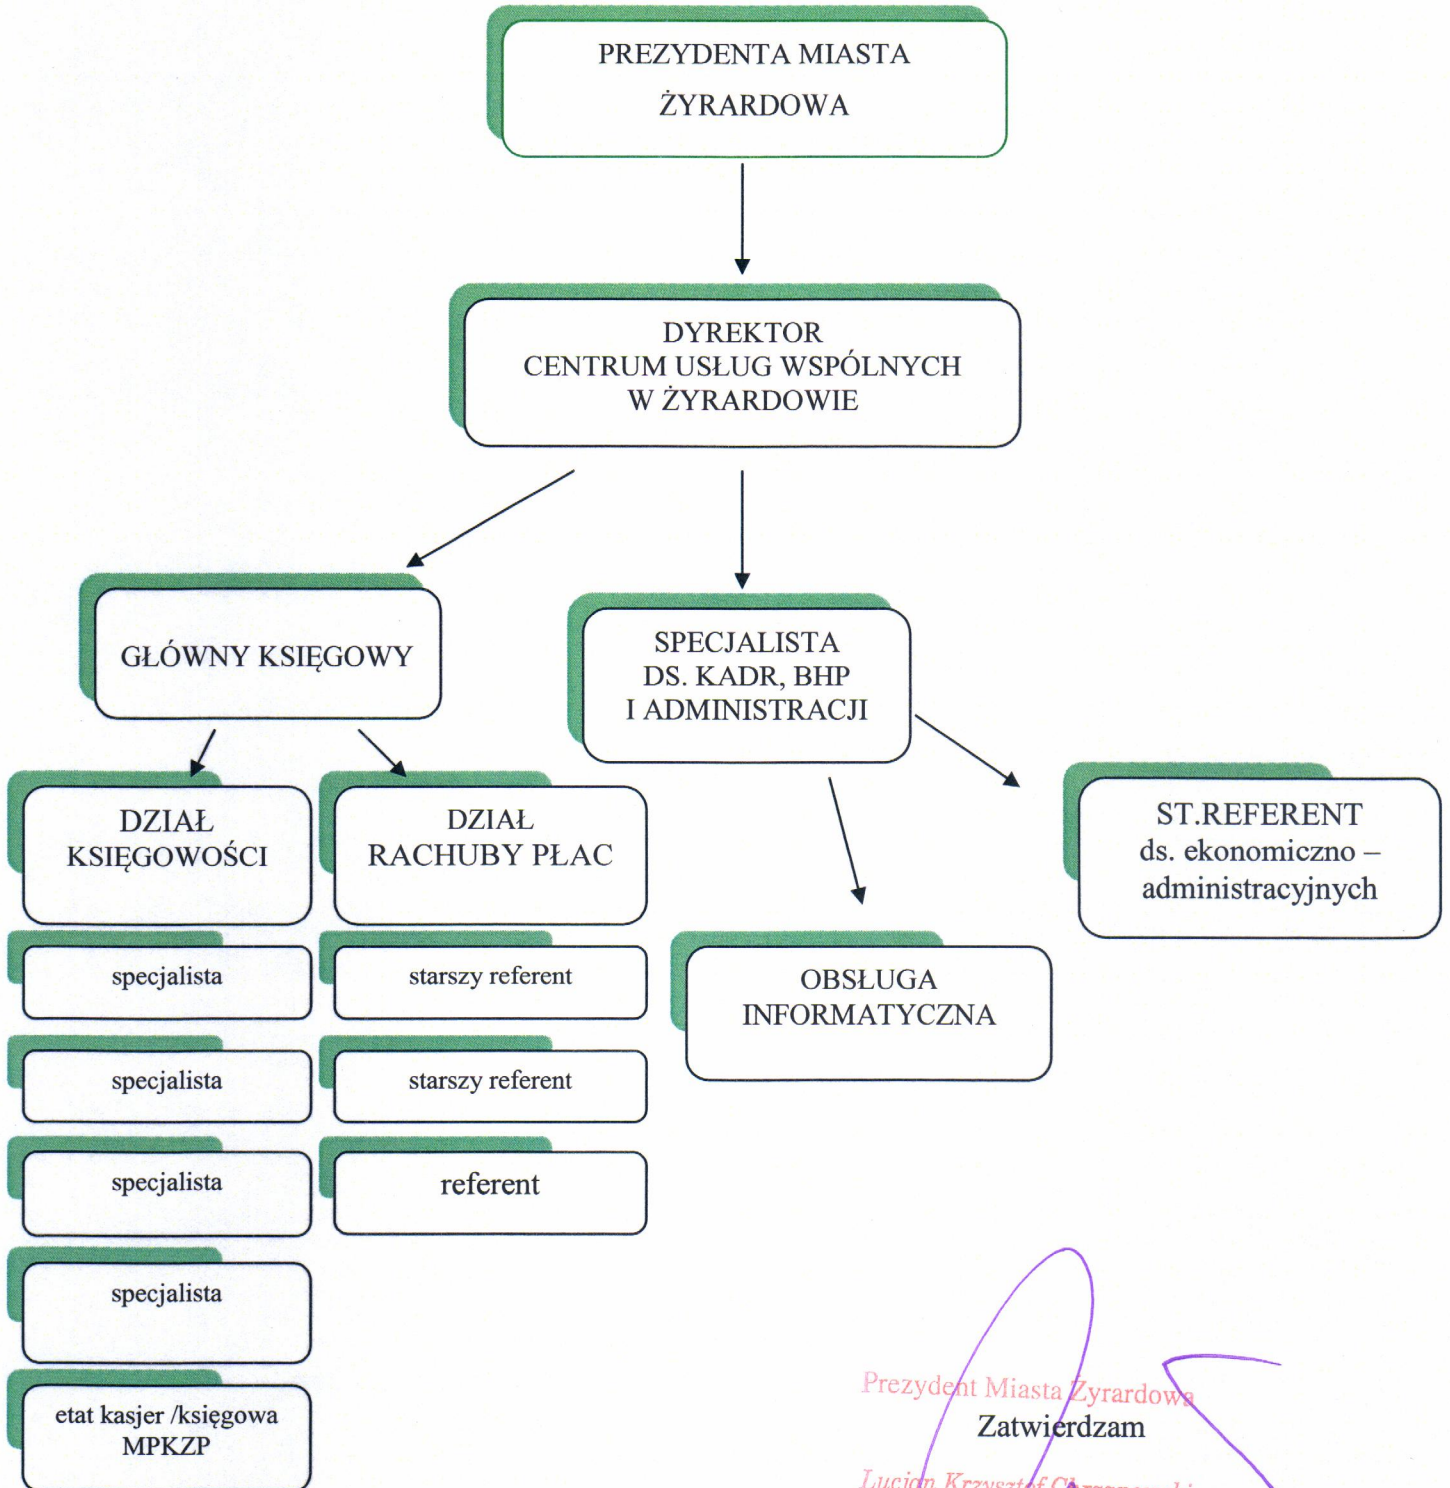 PREZYDENTA MIASTA
ŻYRARDOWA
DYREKTOR
CENTRUM USŁUG WSPÓLNYCH
W ŻYRARDOWIE
GŁÓWNY KSIĘGOWY
SPECJALISTA
DS. KADR, BHP
I ADMINISTRACJI
DZIAŁ
KSIĘGOWOŚCI
DZIAŁ
RACHUBY PŁAC
ST.REFERENT
ds. ekonomiczno –
administracyjnych
specjalista
starszy referent
OBSŁUGA
INFORMATYCZNA
specjalista
starszy referent
specjalista
referent
specjalista
etat kasjer /księgowa
MPKZP
Prezydent Miasta Żyrardowa
Zatwierdzam
Lucjan Krzysztof